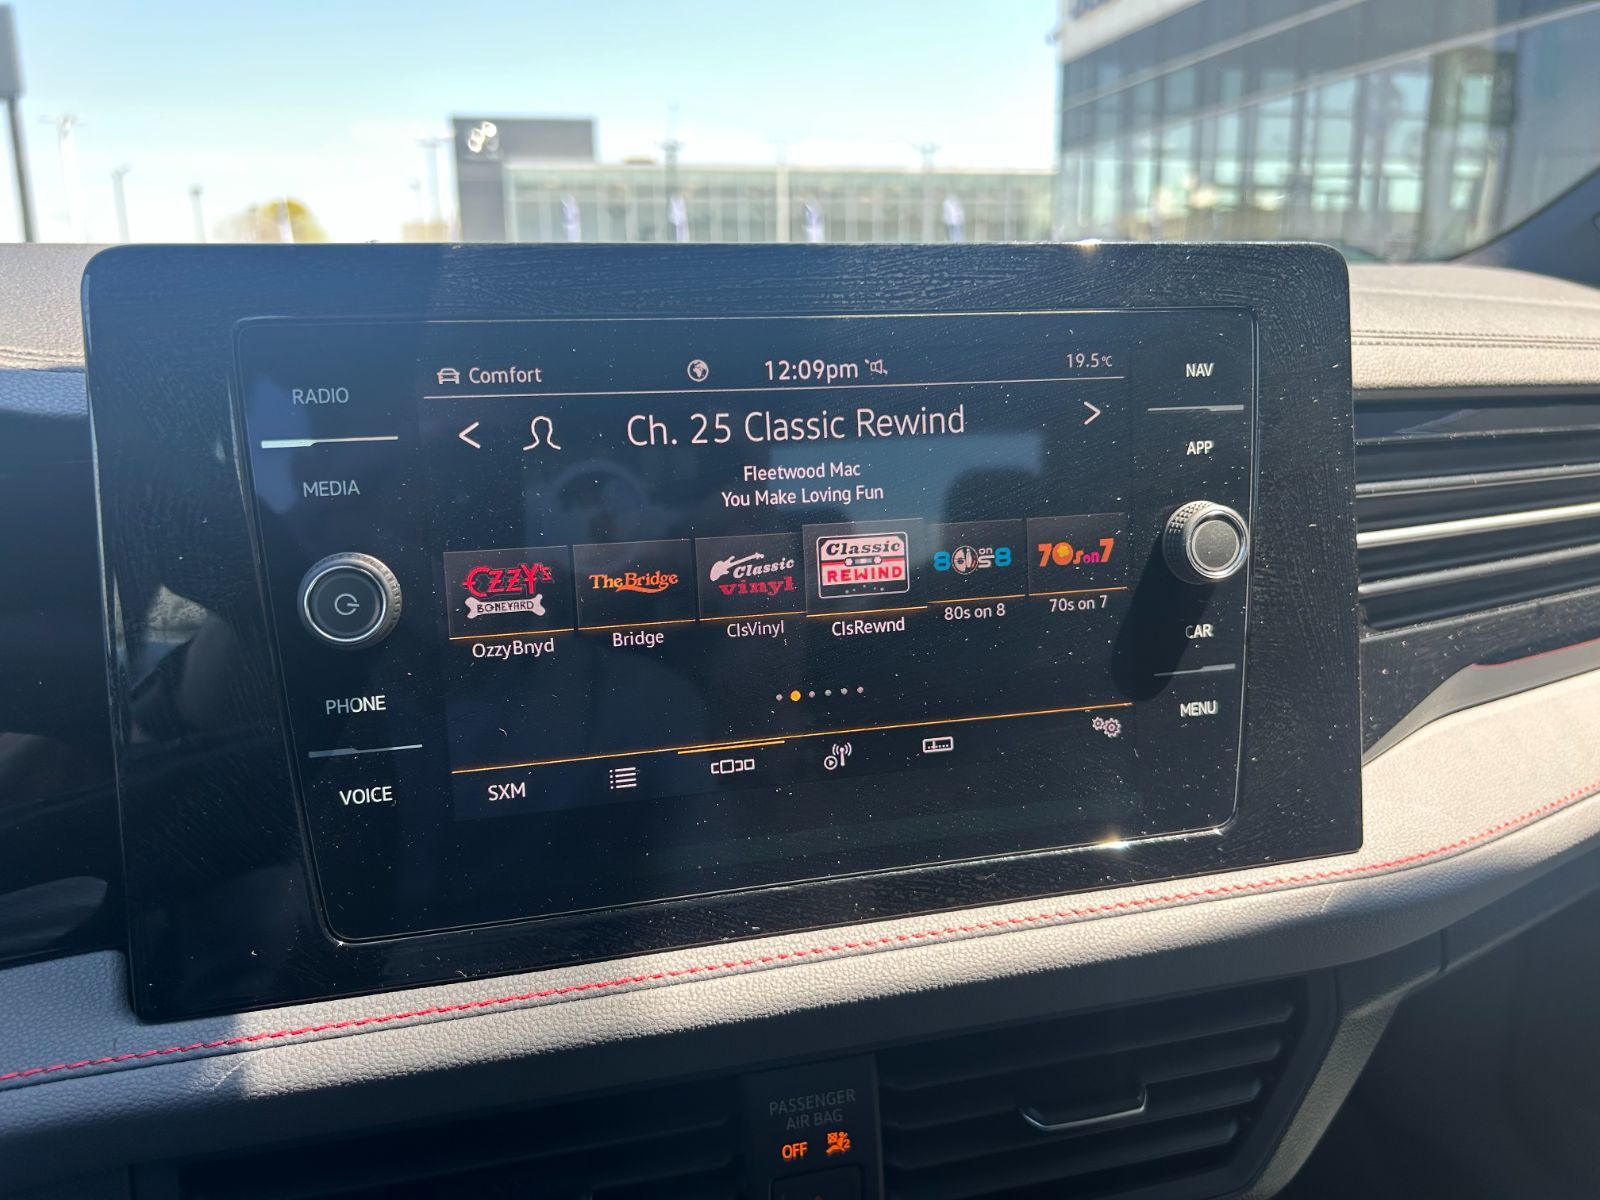 RADIO
MEDIA
PHONE
VOICE
Comfort
12:09pm
19.5°C
< Ch. 25 Classic Rewind >
Fleetwood Mac
You Make Loving Fun
OZZY's
BONEYARD
The Bridge
Classic
vinyl
Classic
REWIND
80s on 8
70s on 7
OzzyBnyd
Bridge
ClsVinyl
ClsRewnd
80s on 8
70s on 7
SXM
NAV
APP
CAR
MENU
PASSENGER
AIR BAG
OFF